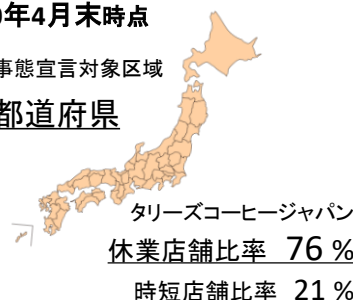 年4月末時点
事態宣言対象区域
都道府県
タリーズコーヒージャパン
休業店舗比率 76 %
時短店舗比率 21 %